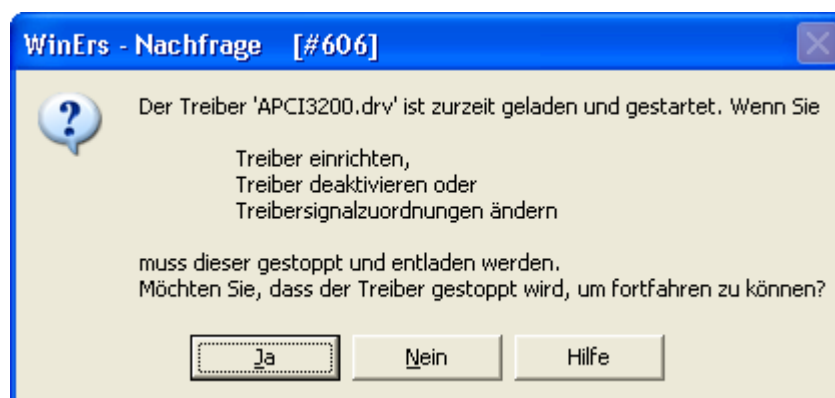 WinErs - Nachfrage [#606]
Der Treiber 'APCI3200.drv' ist zurzeit geladen und gestartet. Wenn Sie
Treiber einrichten,
Treiber deaktivieren oder
Treibersignalzuordnungen ändern
muss dieser gestoppt und entladen werden.
Möchten Sie, dass der Treiber gestoppt wird, um fortfahren zu können?
Ja Nein Hilfe